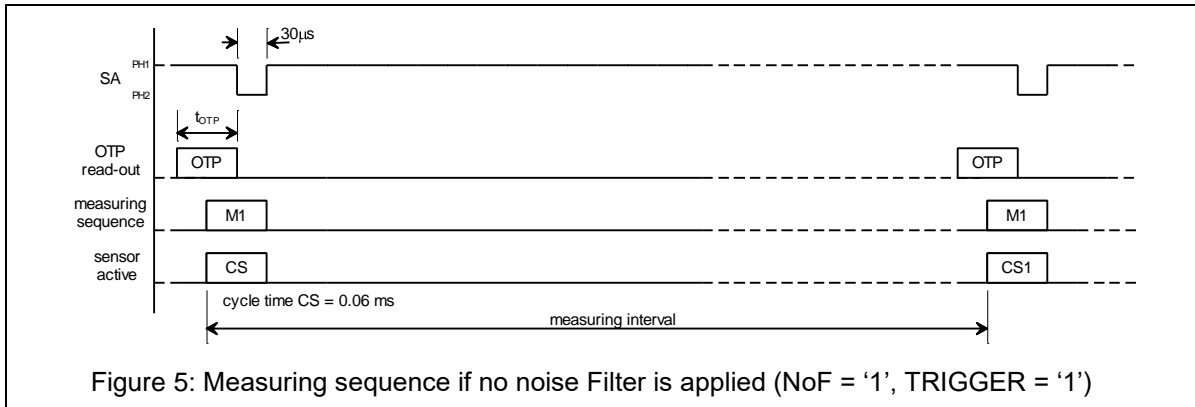 30μs
PH1
SA
PH2
tOTP
OTP
read-out
OTP
OTP
measuring
sequence
M1
M1
sensor
active
CS
CS1
cycle time CS = 0.06 ms
measuring interval
Figure 5: Measuring sequence if no noise Filter is applied (NoF = ‘1’, TRIGGER = ‘1’)